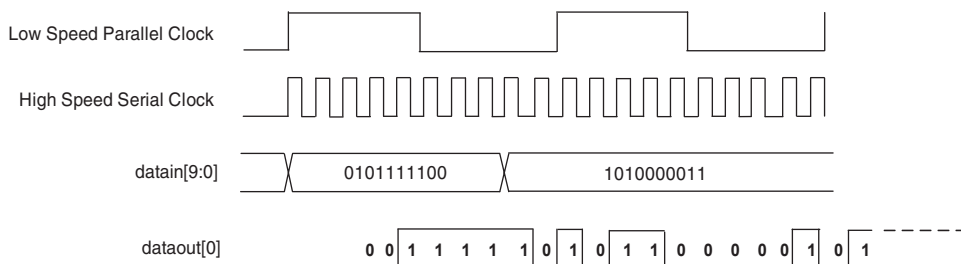 Low Speed Parallel Clock
High Speed Serial Clock
datain[9:0] 0101111100 1010000011
dataout[0] 0 0 1 1 1 1 1 0 1 0 1 1 0 0 0 0 0 1 0 1